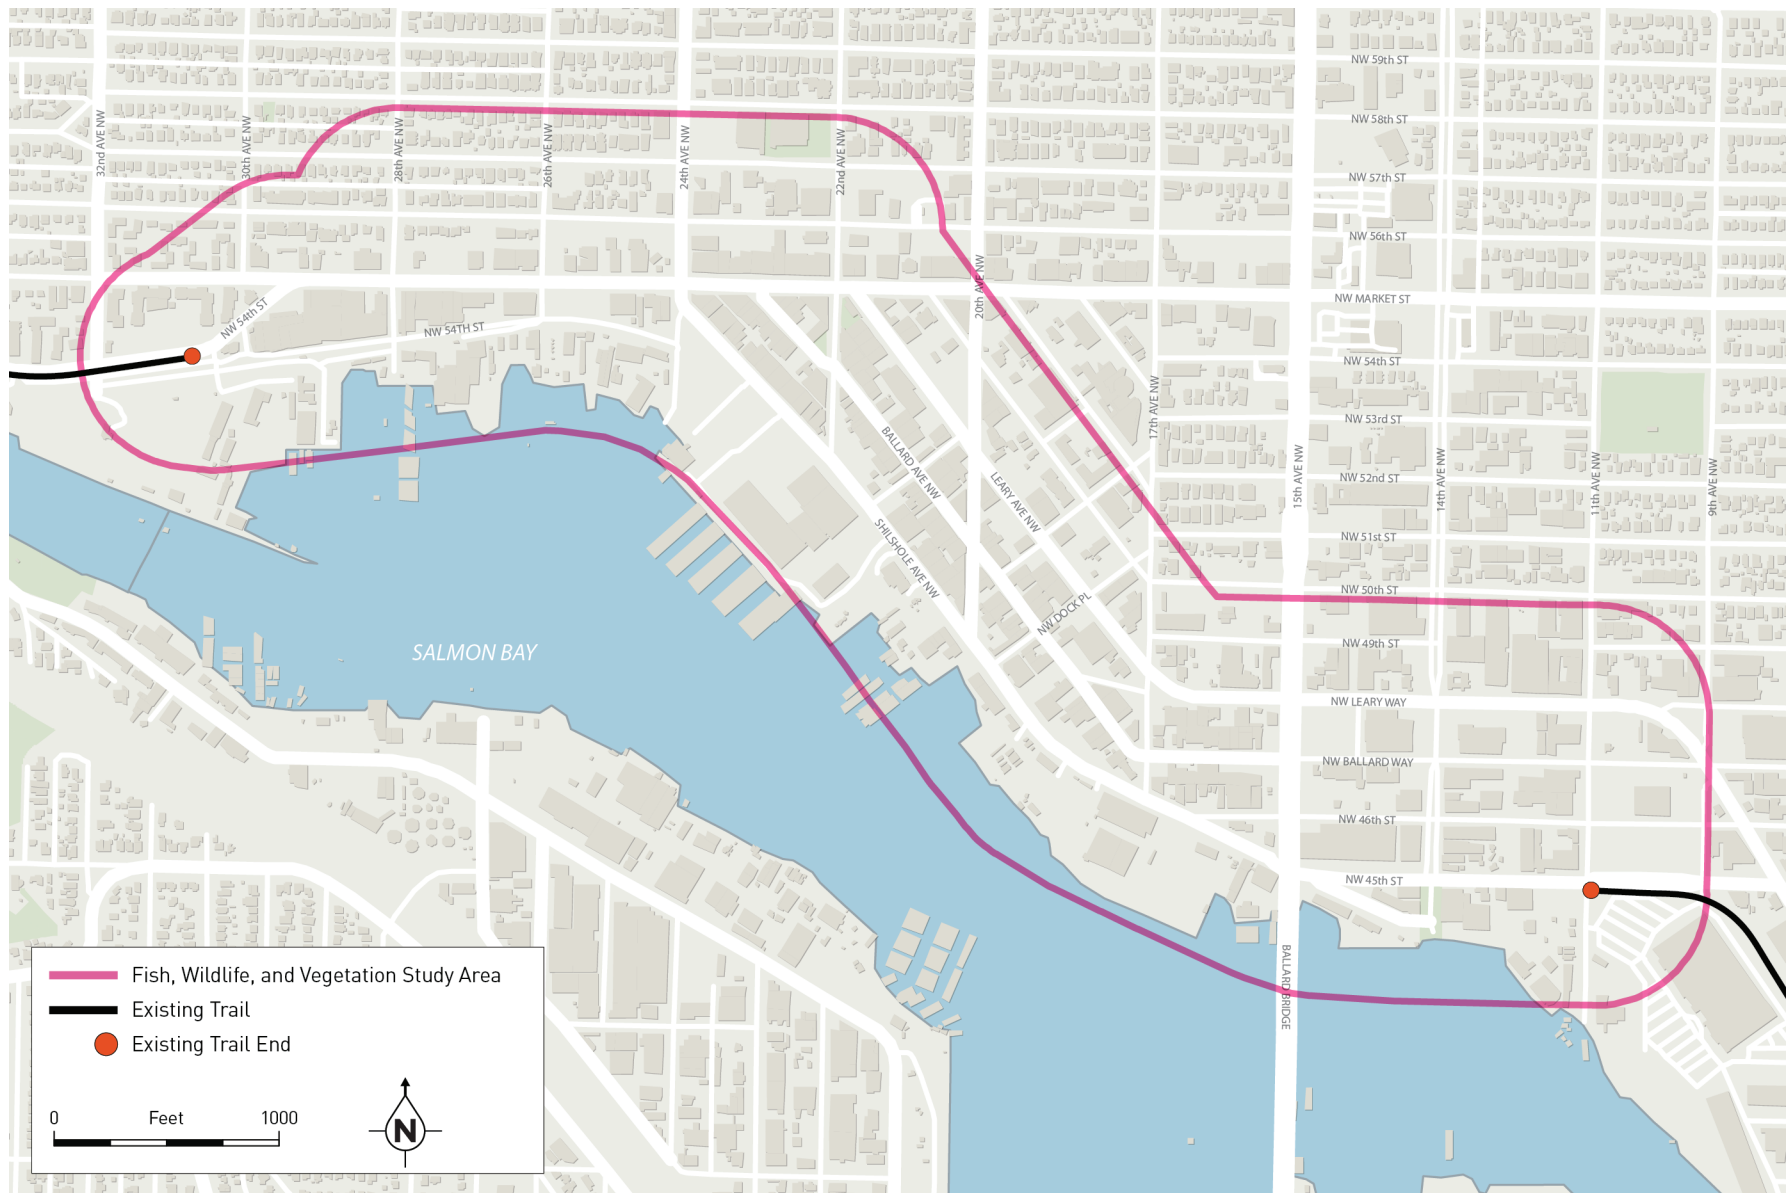 NW 59th ST
NW 58th ST
32nd AVE NW
30th AVE NW
28th AVE NW
26th AVE NW
24th AVE NW
22nd AVE NW
NW 57th ST
NW 56th ST
20th AVE NW
NW MARKET ST
NW 54th ST
NW 54TH ST
NW 54th ST
17th AVE NW
NW 53rd ST
BALLARD AVE NW
LEARY AVE NW
15th AVE NW
14th AVE NW
11th AVE NW
9th AVE NW
NW 52nd ST
SHILSHOLE AVE NW
NW 51st ST
NW DOCK PL
NW 50th ST
NW 49th ST
SALMON BAY
NW LEARY WAY
NW BALLARD WAY
NW 46th ST
NW 45th ST
BALLARD BRIDGE
Fish, Wildlife, and Vegetation Study Area
Existing Trail
Existing Trail End
0 Feet 1000
N